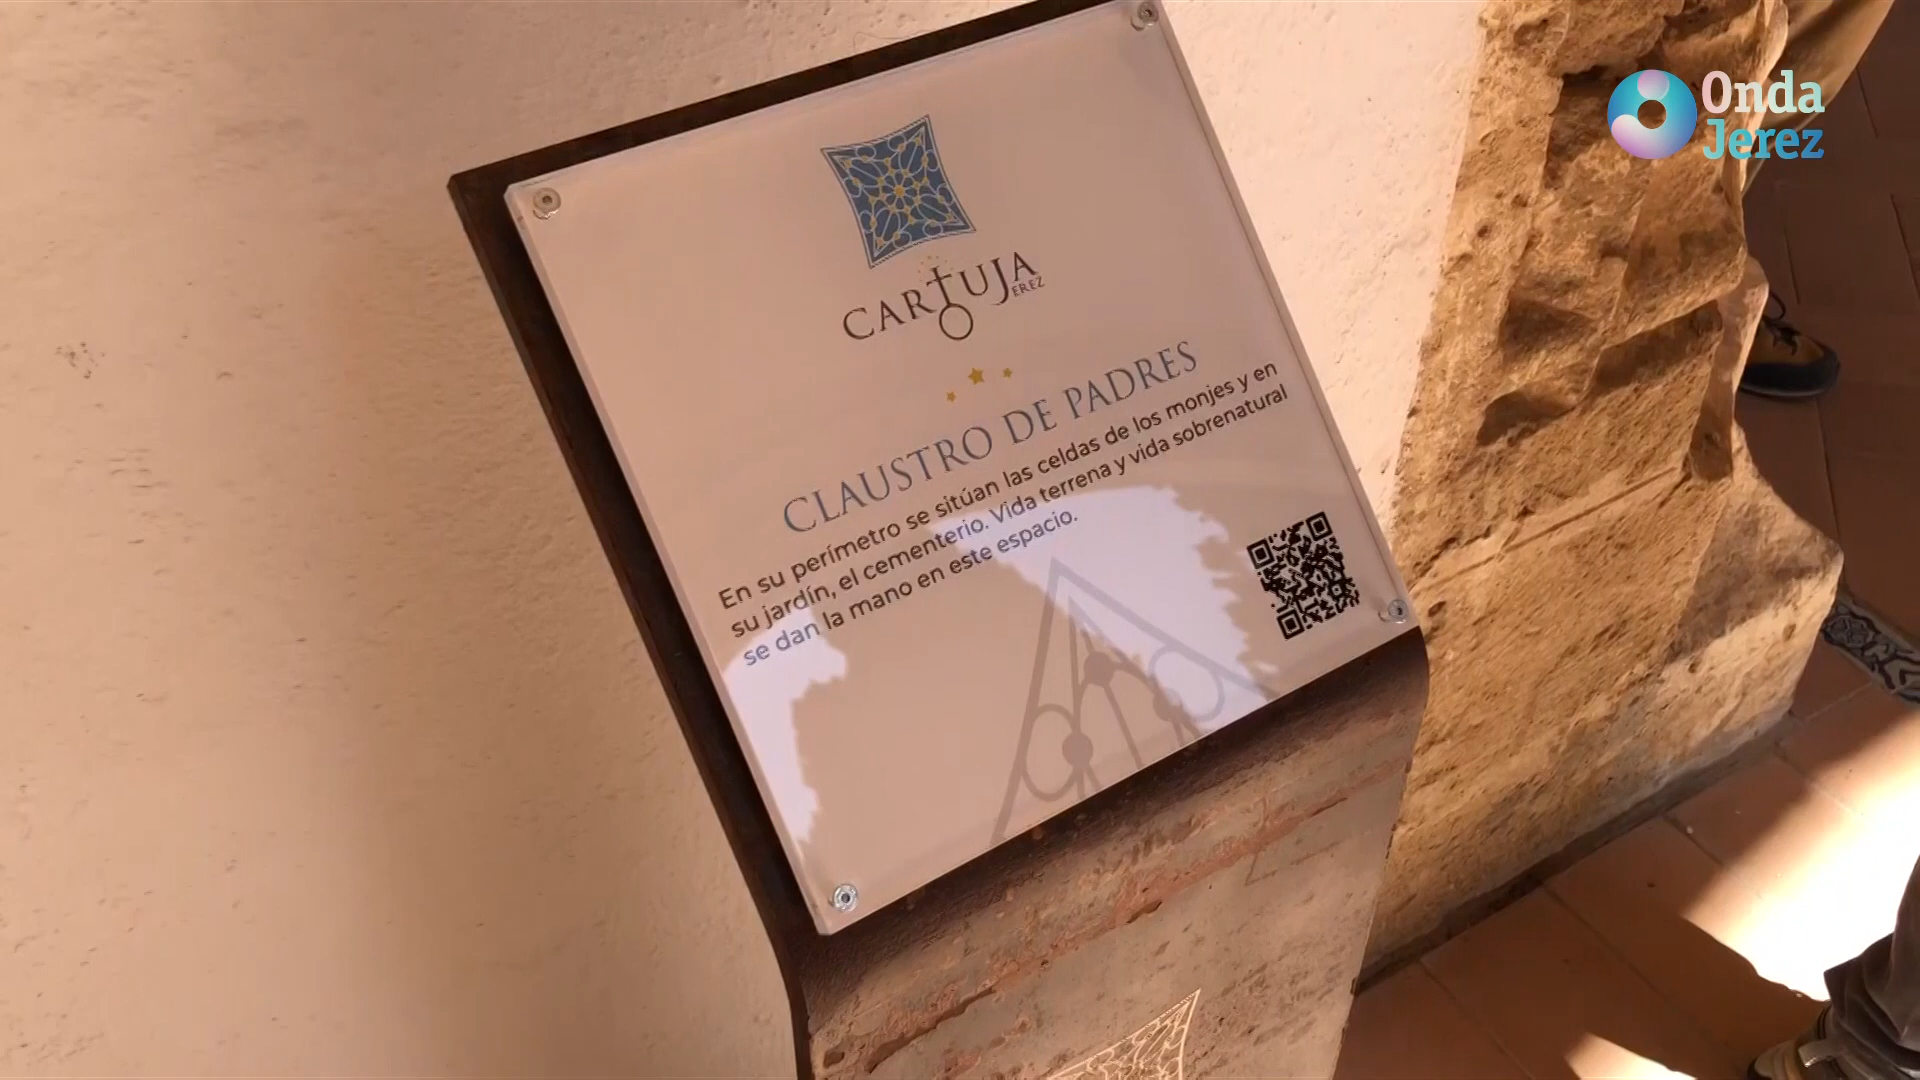 Onda
Jerez
CARTUJA
EREZ
CLAUSTRO DE PADRES
En su perímetro se sitúan las celdas de los monjes y en
su jardín, el cementerio. Vida terrena y vida sobrenatural
se dan la mano en este espacio.